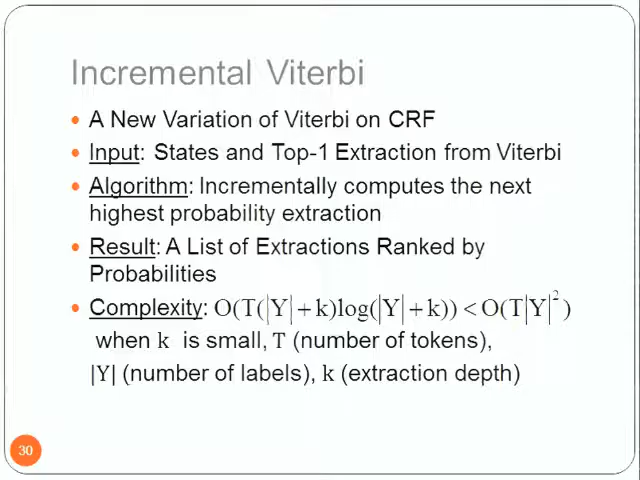 Incremental Viterbi
• A New Variation of Viterbi on CRF
• Input: States and Top-1 Extraction from Viterbi
• Algorithm: Incrementally computes the next
highest probability extraction
• Result: A List of Extractions Ranked by
Probabilities
• Complexity: O(T(|Y|+k)log(|Y|+k)) < O(T|Y|²)
when k is small, T (number of tokens),
|Y| (number of labels), k (extraction depth)
30